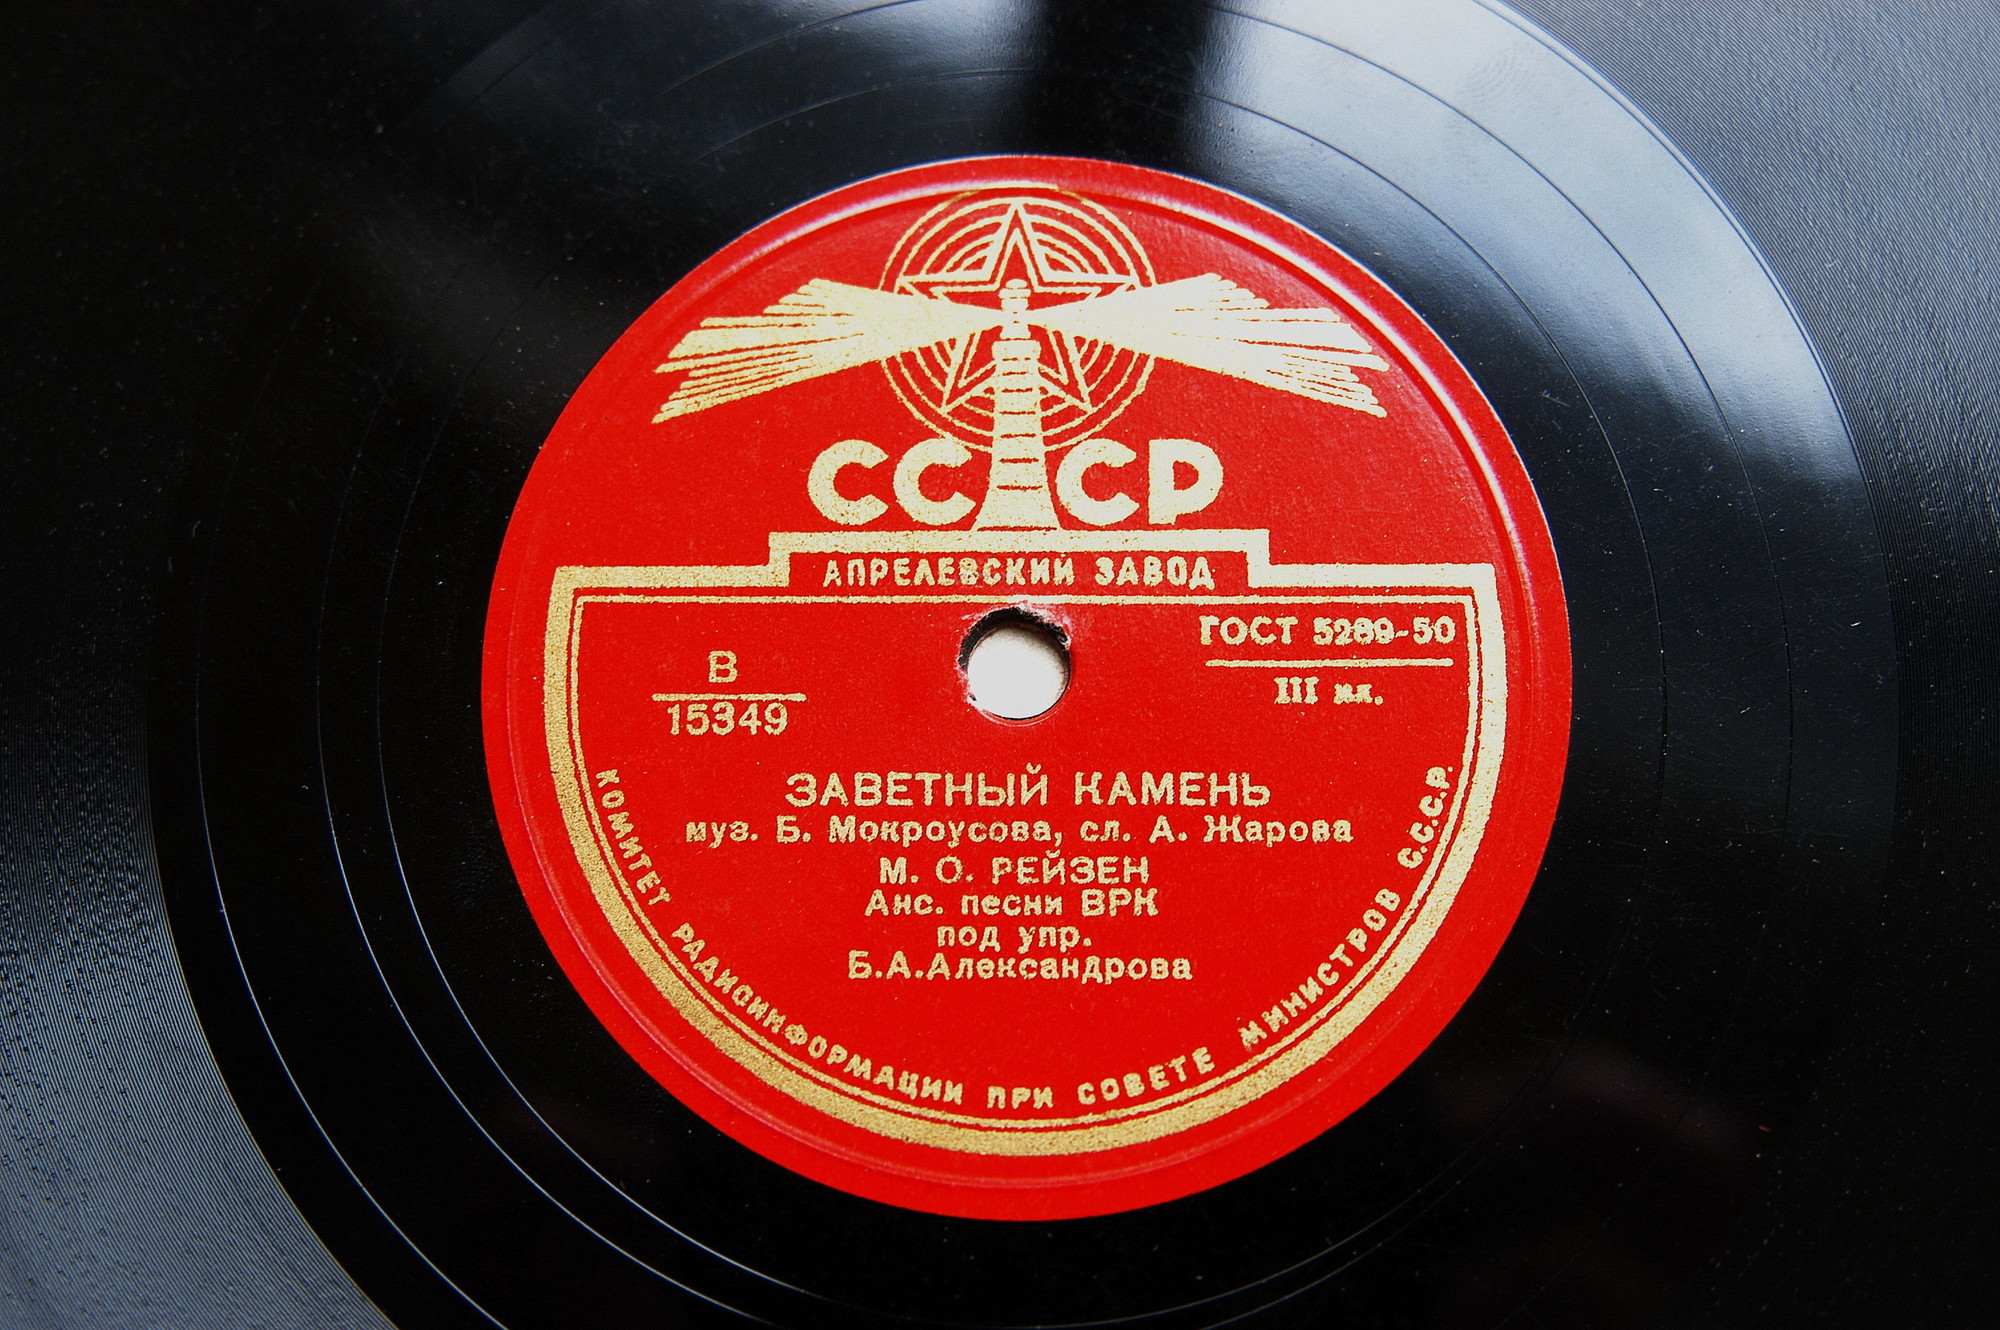 СССР
АПРЕЛЕВСКИЙ ЗАВОД
ГОСТ 5289-50
III кл.
В
15349
ЗАВЕТНЫЙ КАМЕНЬ
муз. Б. Мокроусова, сл. А. Жарова
М. О. РЕЙЗЕН
Анс. песни ВРК
под упр.
Б.А.Александрова
КОМИТЕТ РАДИОИНФОРМАЦИИ ПРИ СОВЕТЕ МИНИСТРОВ С.С.С.Р.